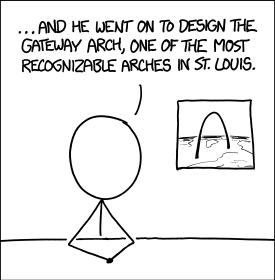 ...AND HE WENT ON TO DESIGN THE
GATEWAY ARCH, ONE OF THE MOST
RECOGNIZABLE ARCHES IN ST. LOUIS.